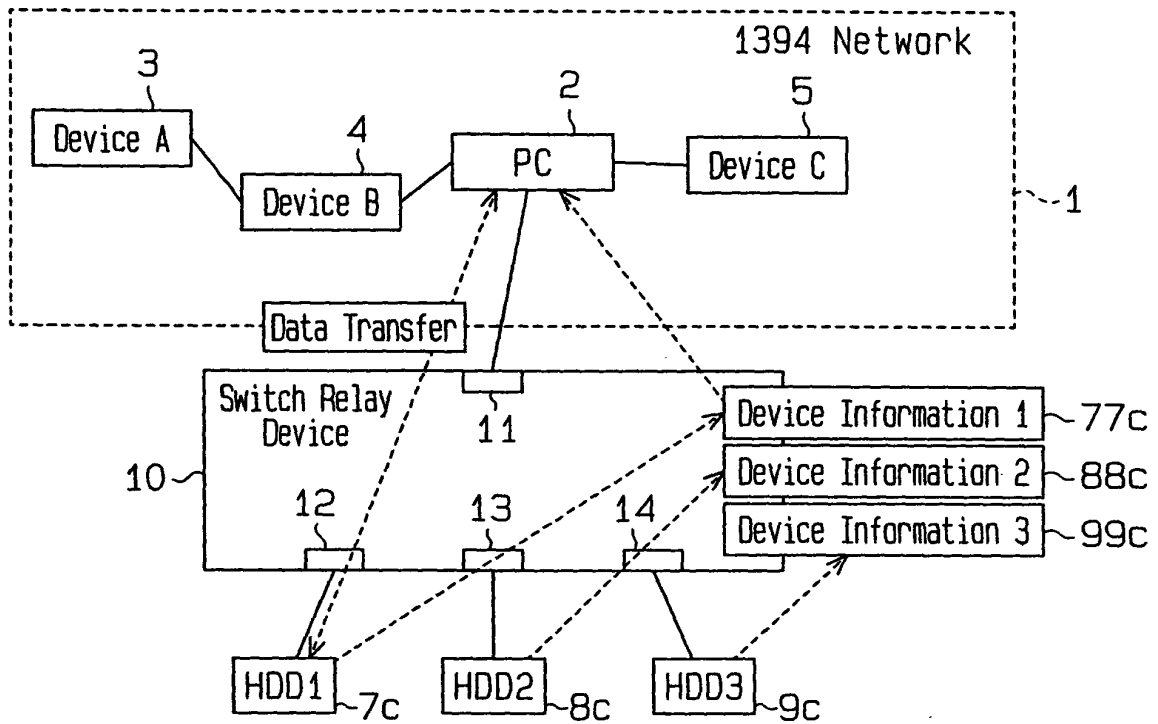 1394 Network
3
Device A
4
Device B
2
PC
5
Device C
1
Data Transfer
Switch Relay
Device
11
10
12
13
14
Device Information 1
77c
Device Information 2
88c
Device Information 3
99c
HDD1
7c
HDD2
8c
HDD3
9c